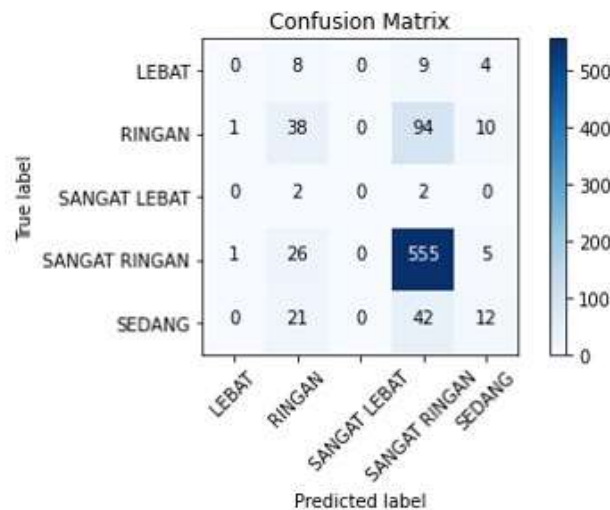 Confusion Matrix
LEBAT 0 8 0 9 4
RINGAN 1 38 0 94 10
SANGAT LEBAT 0 2 0 2 0
SANGAT RINGAN 1 26 0 555 5
SEDANG 0 21 0 42 12
True label
LEBAT RINGAN SANGAT LEBAT SANGAT RINGAN SEDANG
Predicted label
500
400
300
200
100
0